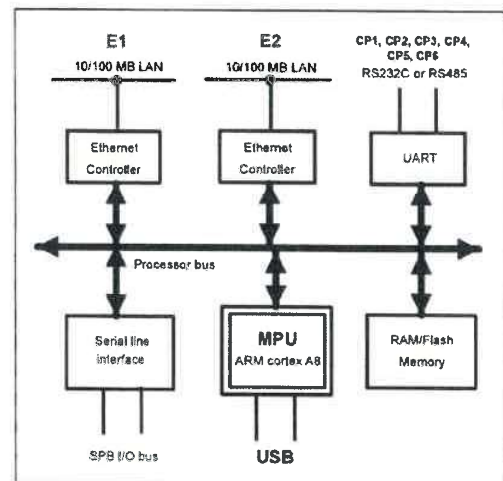 E1
10/100 MB LAN
E2
10/100 MB LAN
CP1, CP2, CP3, CP4,
CP5, CP6
RS232C or RS485
Ethernet
Controller
Ethernet
Controller
UART
Processor bus
Serial line
interface
MPU
ARM cortex A8
RAM/Flash
Memory
SPB I/O bus
USB